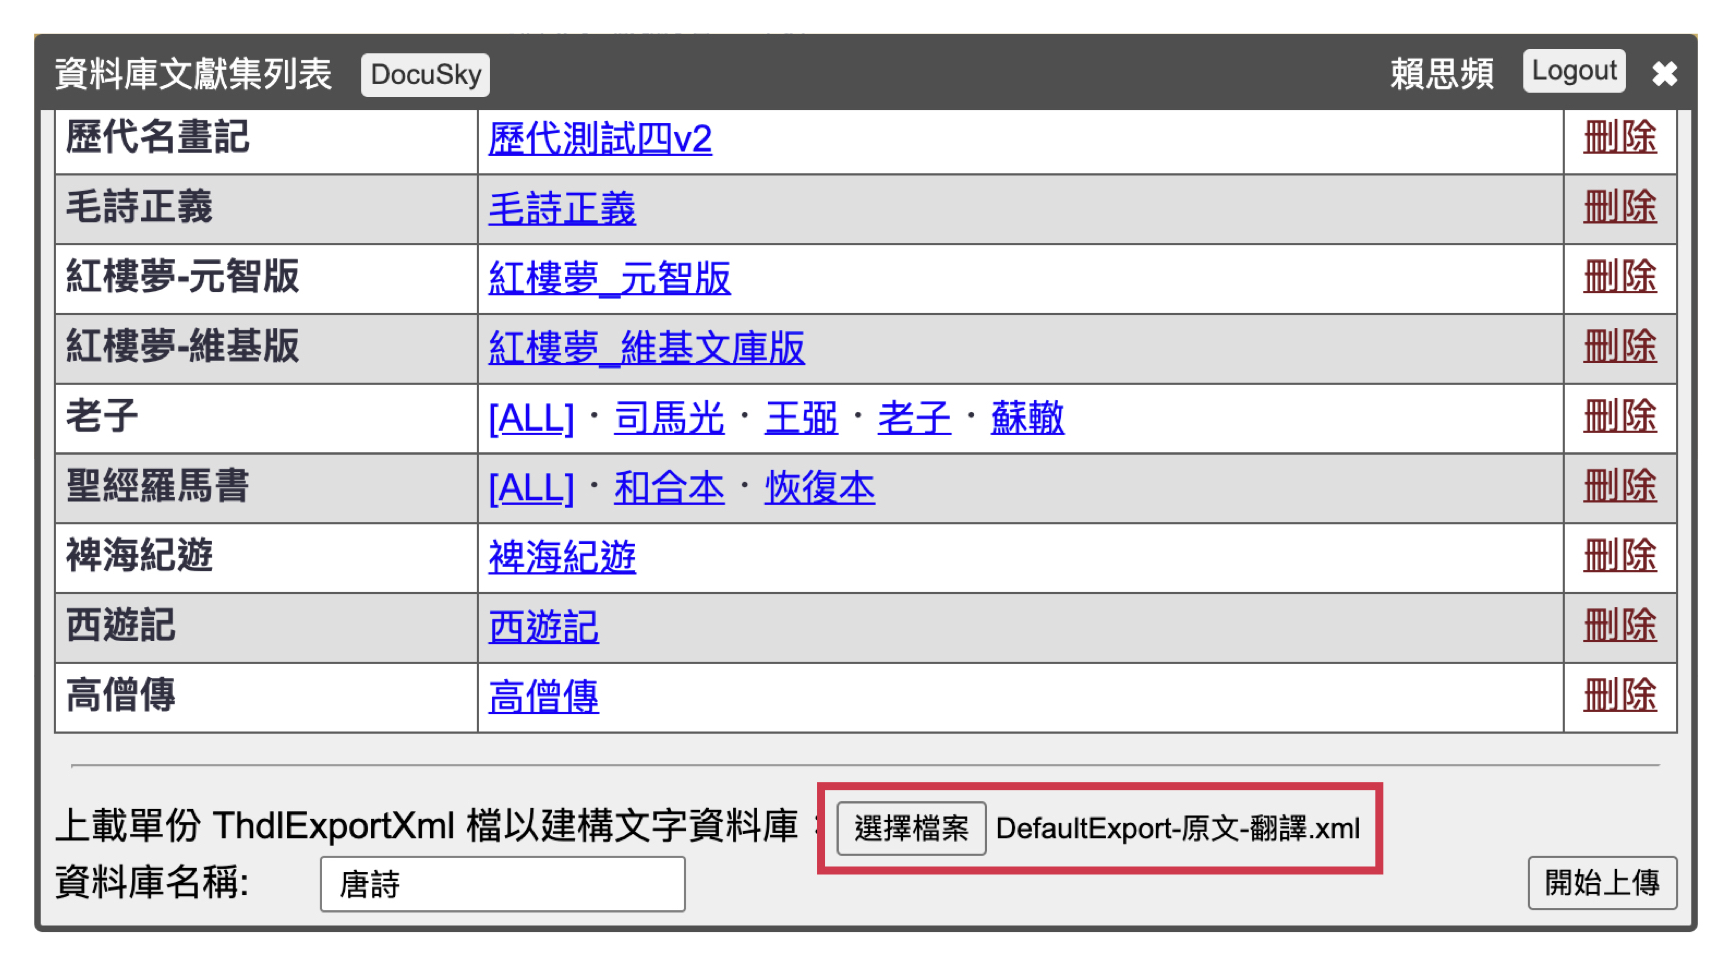 資料庫文獻集列表 DocuSky 賴思頻 Logout ✖
歷代名畫記 歷代測試四v2 刪除
毛詩正義 毛詩正義 刪除
紅樓夢-元智版 紅樓夢_元智版 刪除
紅樓夢-維基版 紅樓夢_維基文庫版 刪除
老子 [ALL]・司馬光・王弼・老子・蘇轍 刪除
聖經羅馬書 [ALL]・和合本・恢復本 刪除
裨海紀遊 裨海紀遊 刪除
西遊記 西遊記 刪除
高僧傳 高僧傳 刪除
上載單份 ThdlExportXml 檔以建構文字資料庫 選擇檔案 DefaultExport-原文-翻譯.xml
資料庫名稱: 唐詩 開始上傳